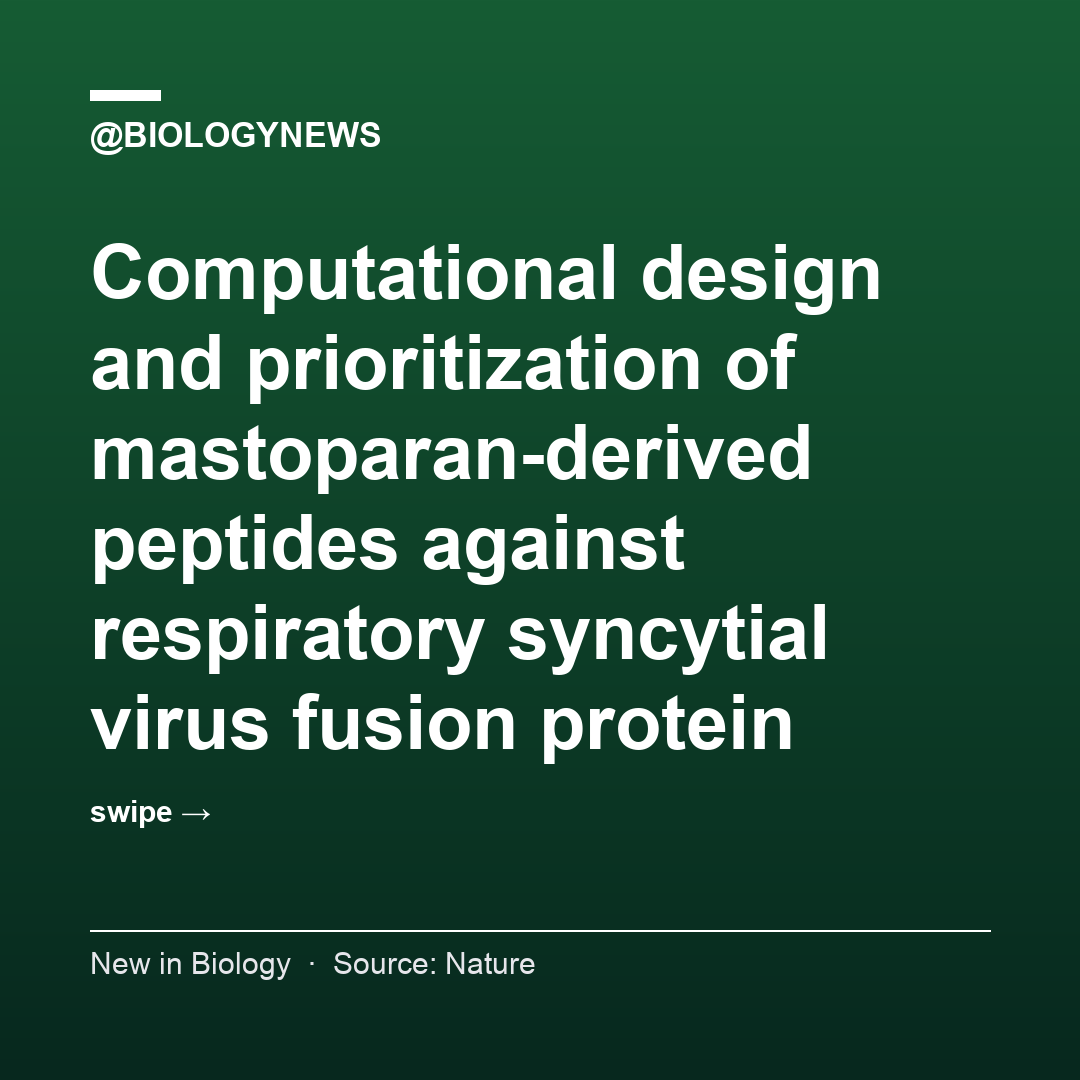 @BIOLOGYNEWS
Computational design
and prioritization of
mastoparan-derived
peptides against
respiratory syncytial
virus fusion protein
swipe →
New in Biology · Source: Nature